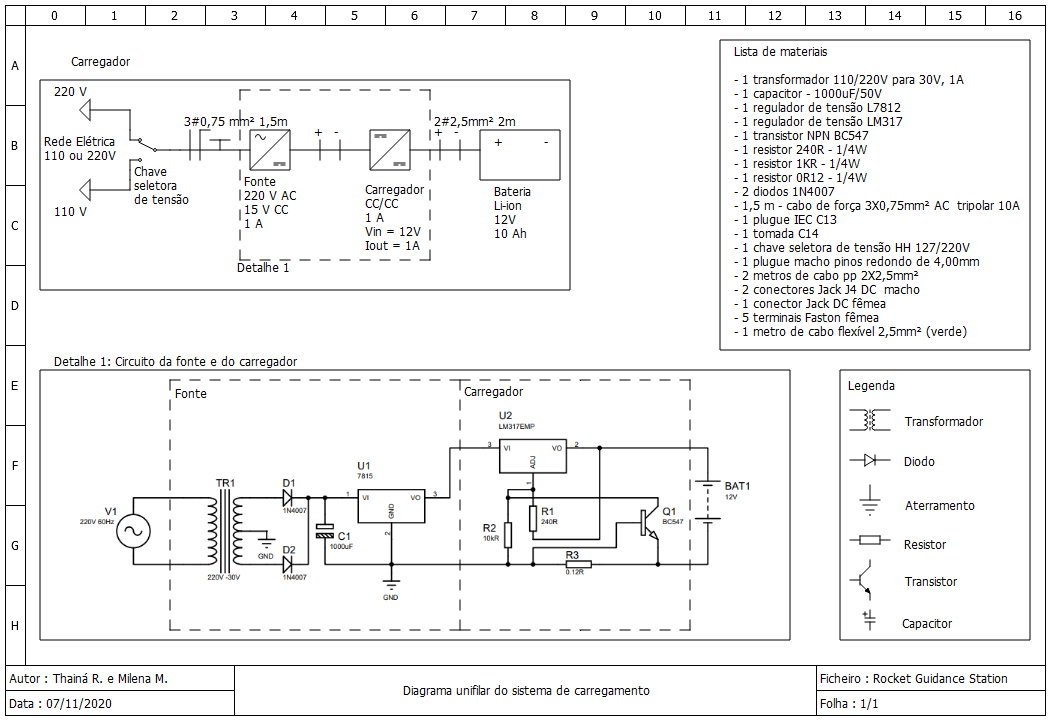 0 1 2 3 4 5 6 7 8 9 10 11 12 13 14 15 16
A
B
C
D
E
F
G
H
Carregador
220 V
Rede Elétrica
110 ou 220V
110 V
Chave
seletora
de tensão
3#0,75 mm² 1,5m
Fonte
220 V AC
15 V CC
1 A
+ -
Carregador
CC/CC
1 A
Vin = 12V
Iout = 1A
Detalhe 1
2#2,5mm² 2m
+ -
+ -
Bateria
Li-ion
12V
10 Ah
Lista de materiais
- 1 transformador 110/220V para 30V, 1A
- 1 capacitor - 1000uF/50V
- 1 regulador de tensão L7812
- 1 regulador de tensão LM317
- 1 transistor NPN BC547
- 1 resistor 240R - 1/4W
- 1 resistor 1KR - 1/4W
- 1 resistor 0R12 - 1/4W
- 2 diodos 1N4007
- 1,5 m - cabo de força 3X0,75mm² AC tripolar 10A
- 1 plugue IEC C13
- 1 tomada C14
- 1 chave seletora de tensão HH 127/220V
- 1 plugue macho pinos redondo de 4,00mm
- 2 metros de cabo pp 2X2,5mm²
- 2 conectores Jack J4 DC macho
- 1 conector Jack DC fêmea
- 5 terminais Faston fêmea
- 1 metro de cabo flexível 2,5mm² (verde)
Detalhe 1: Circuito da fonte e do carregador
Fonte
Carregador
V1
220V 60Hz
TR1
220V -30V
GND
D1
1N4007
D2
1N4007
C1
1000uF
U1
7815
1 VI VO 3
GND
2
GND
U2
LM317EMP
3 VI VO 2
ADJ
1
R1
240R
R2
10kR
R3
0.12R
Q1
BC547
BAT1
12V
Legenda
Transformador
Diodo
Aterramento
Resistor
Transistor
+
Capacitor
Autor : Thainá R. e Milena M.
Data : 07/11/2020
Diagrama unifilar do sistema de carregamento
Ficheiro : Rocket Guidance Station
Folha : 1/1